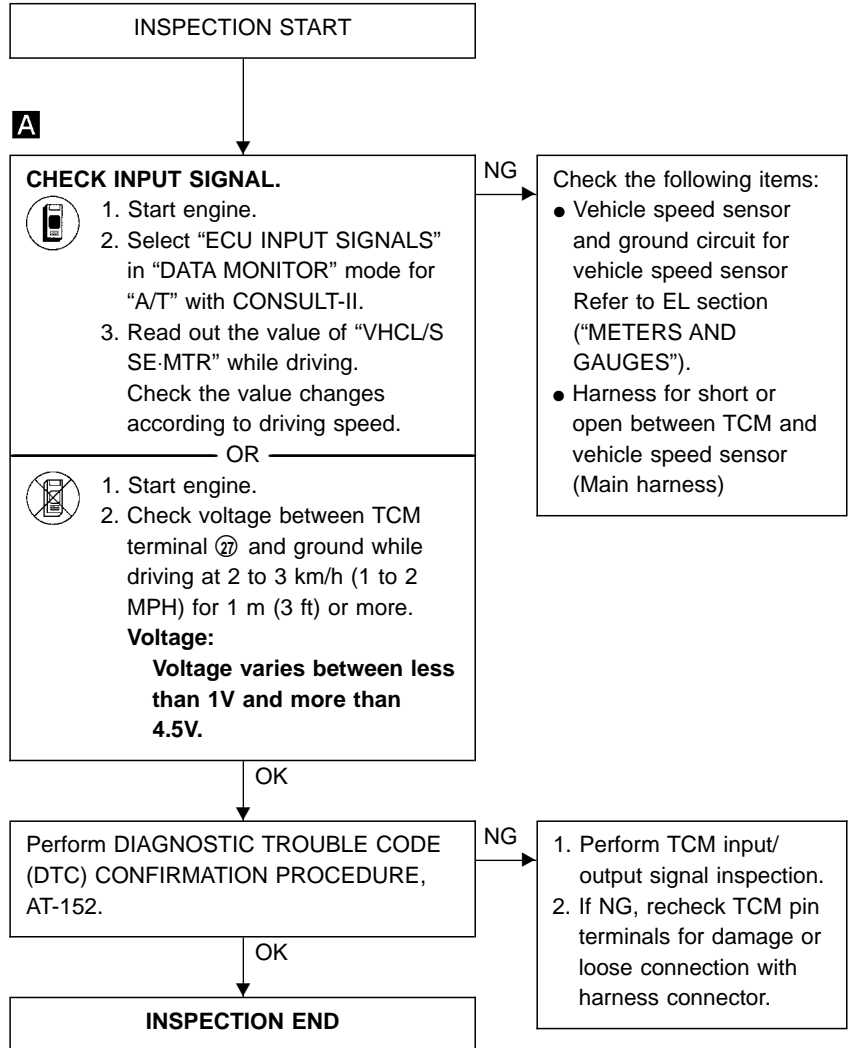 INSPECTION START
A
CHECK INPUT SIGNAL.
1. Start engine.
2. Select “ECU INPUT SIGNALS”
in “DATA MONITOR” mode for
“A/T” with CONSULT-II.
3. Read out the value of “VHCL/S
SE·MTR” while driving.
Check the value changes
according to driving speed.
OR
1. Start engine.
2. Check voltage between TCM
terminal ㉗ and ground while
driving at 2 to 3 km/h (1 to 2
MPH) for 1 m (3 ft) or more.
Voltage:
Voltage varies between less
than 1V and more than
4.5V.
NG
Check the following items:
● Vehicle speed sensor
and ground circuit for
vehicle speed sensor
Refer to EL section
(“METERS AND
GAUGES”).
● Harness for short or
open between TCM and
vehicle speed sensor
(Main harness)
OK
Perform DIAGNOSTIC TROUBLE CODE
(DTC) CONFIRMATION PROCEDURE,
AT-152.
NG
1. Perform TCM input/
output signal inspection.
2. If NG, recheck TCM pin
terminals for damage or
loose connection with
harness connector.
OK
INSPECTION END